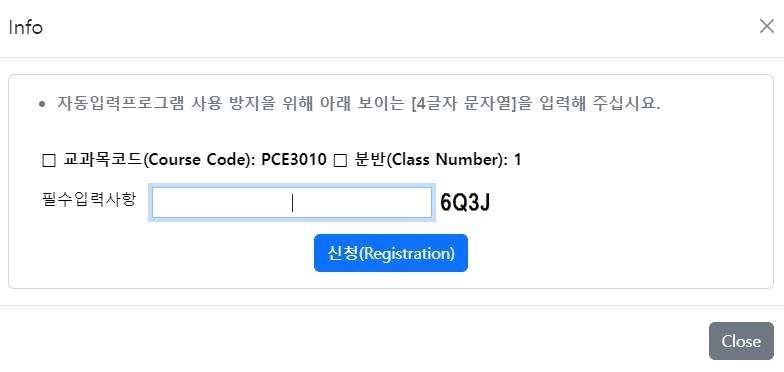 Info
자동입력프로그램 사용 방지을 위해 아래 보이는 [4글자 문자열]을 입력해 주십시요.
□ 교과목코드(Course Code): PCE3010 □ 분반(Class Number): 1
필수입력사항 6Q3J
신청(Registration)
Close